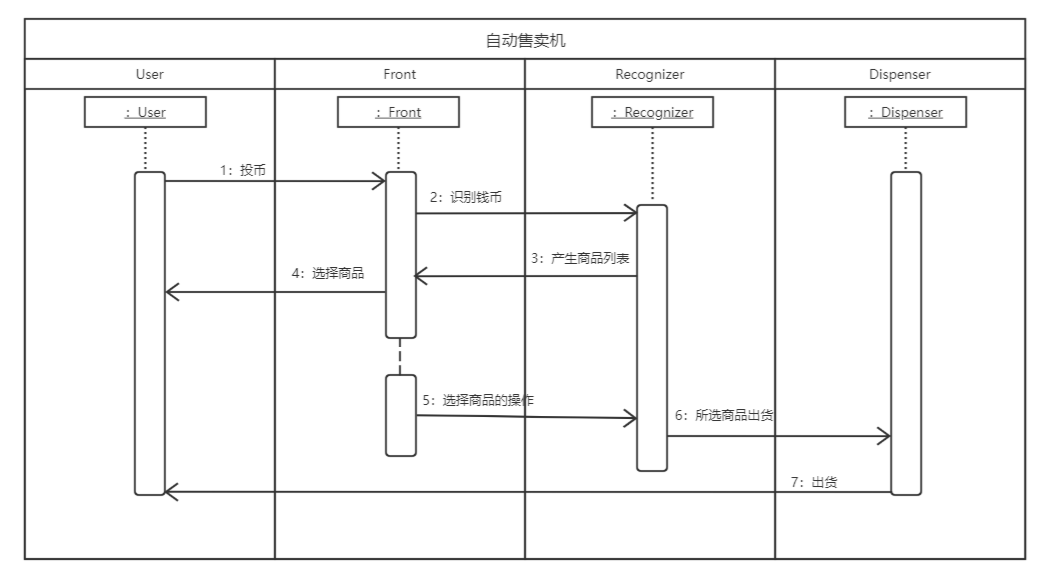 自动售卖机
User
Front
Recognizer
Dispenser
: User
: Front
: Recognizer
: Dispenser
1: 投币
2: 识别钱币
3: 产生商品列表
4: 选择商品
5: 选择商品的操作
6: 所选商品出货
7: 出货